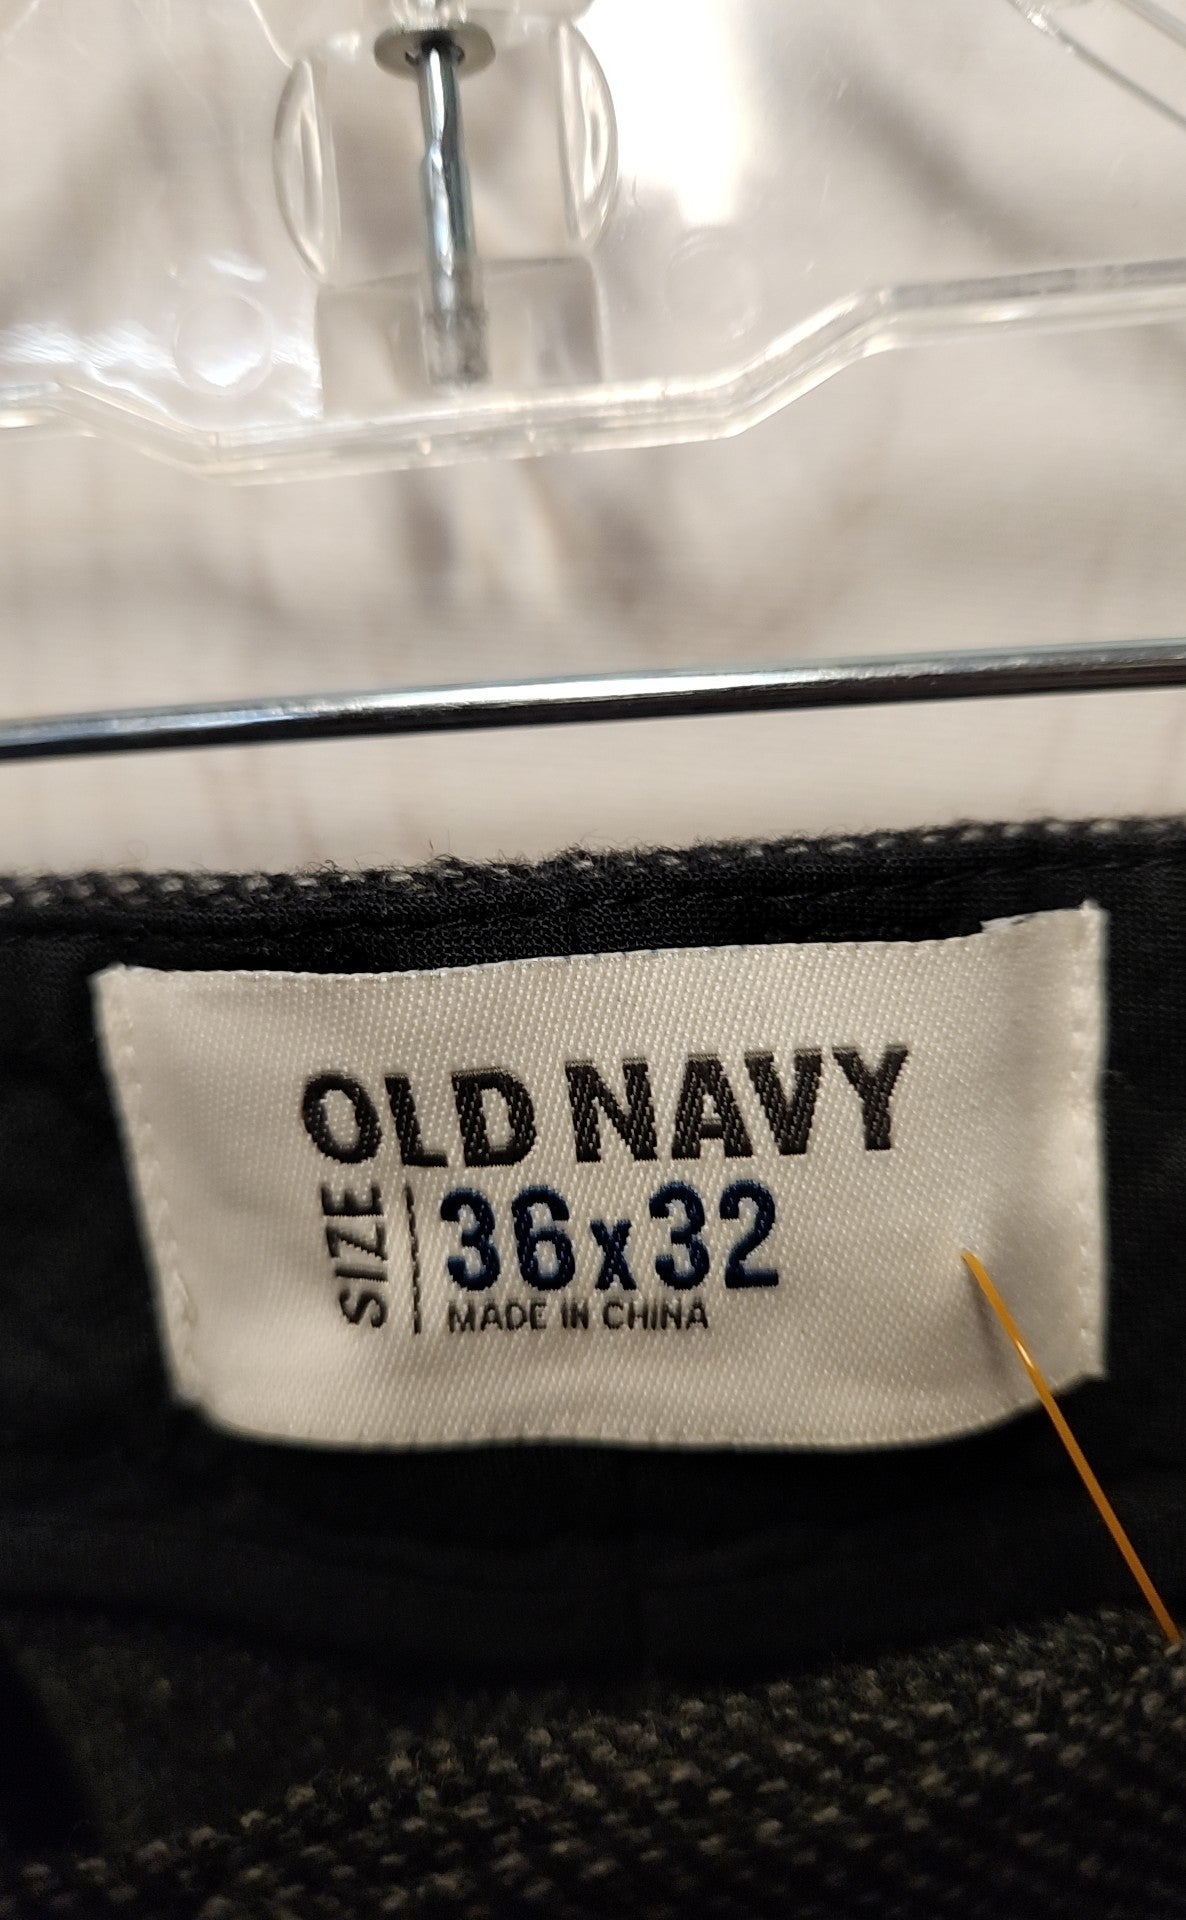 OLD NAVY
SIZE
36x32
MADE IN CHINA